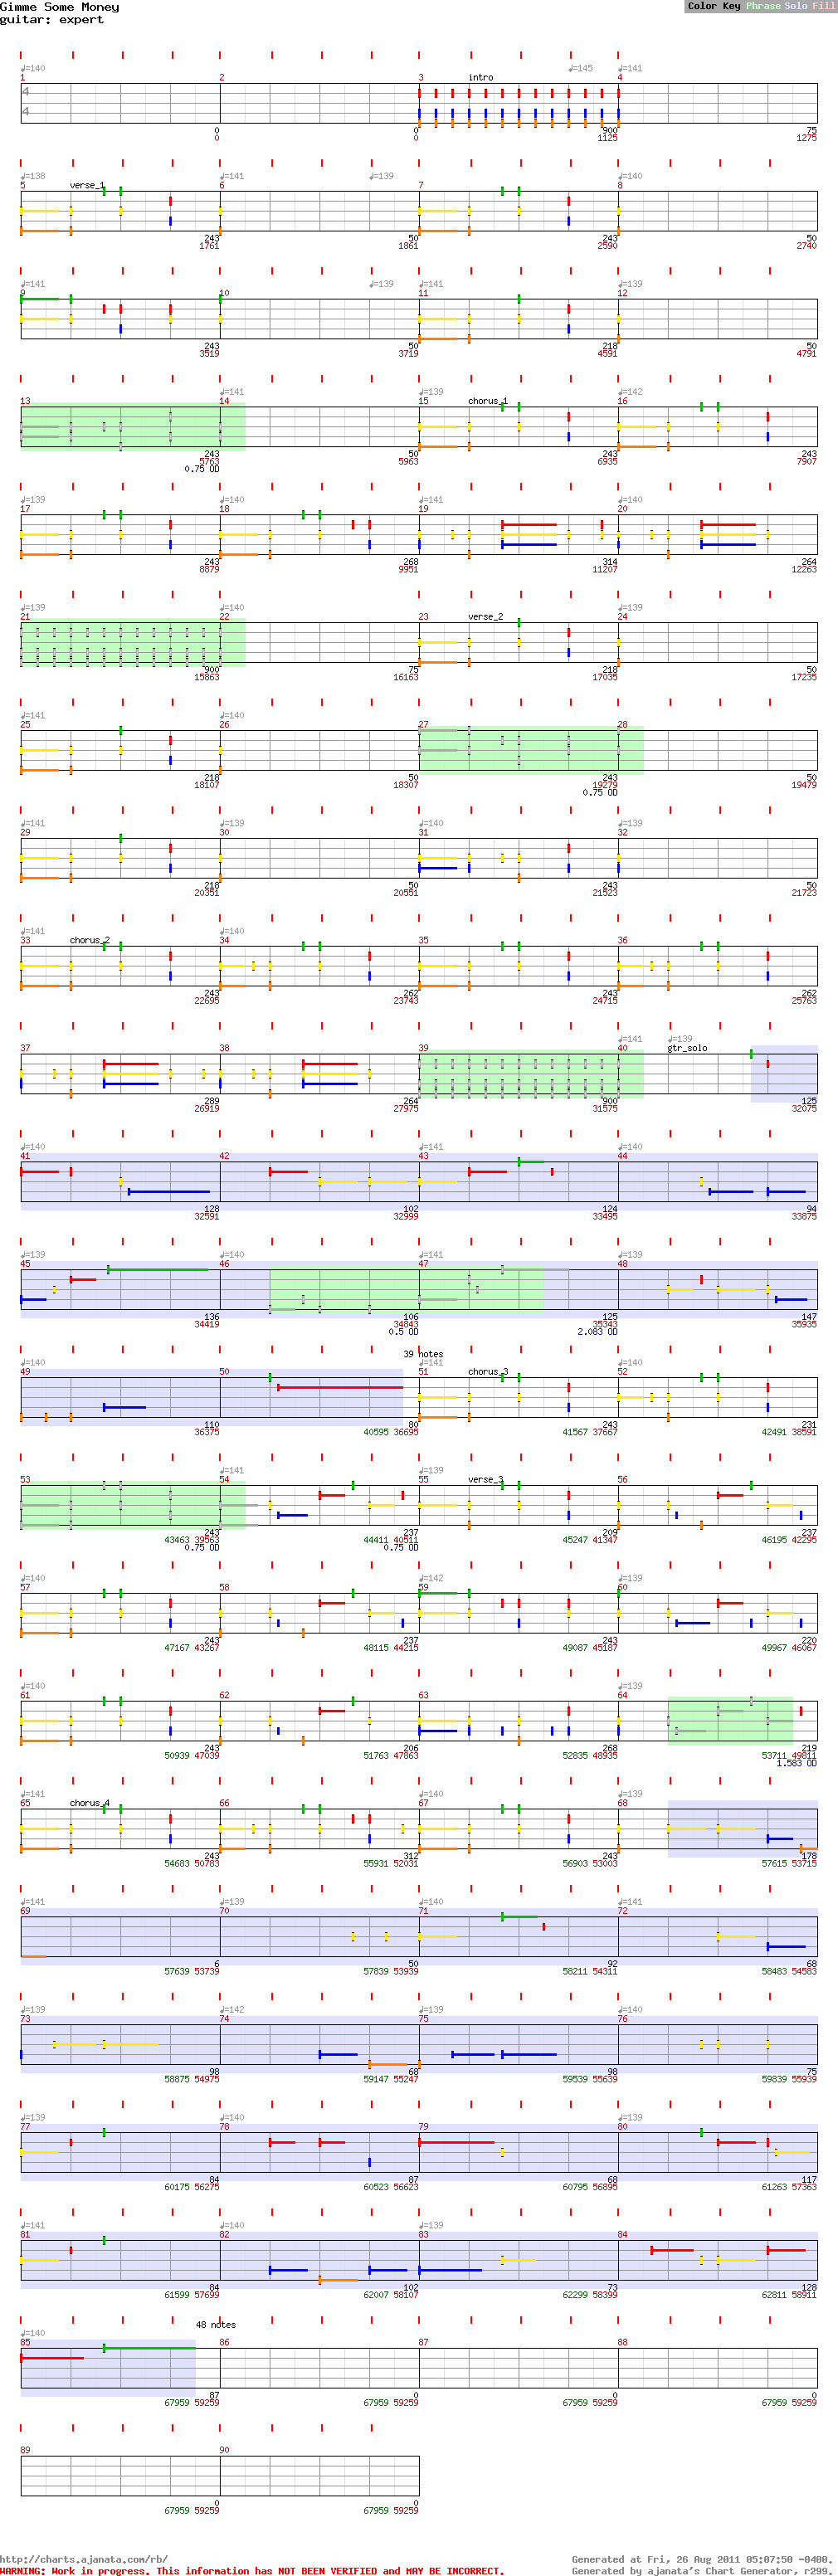 Gimme Some Money
guitar: expert
Color Key Phrase Solo Fill
♩=140 ♩=145 ♩=141
1 2 3 intro 4
4
4
0 0 900 75
0 0 1125 1275
♩=138 ♩=141 ♩=139 ♩=140
5 verse_1 6 7 8
243 50 243 50
1761 1861 2590 2740
♩=141 ♩=139 ♩=141 ♩=139
9 10 11 12
243 50 218 50
3519 3719 4591 4791
♩=141 ♩=139 ♩=142
13 14 15 chorus_1 16
243 50 243 243
5763 5963 6935 7907
0.75 OD
♩=139 ♩=140 ♩=141 ♩=140
17 18 19 20
243 268 314 264
8879 9951 11207 12263
♩=139 ♩=140 ♩=141 ♩=139
21 22 23 verse_2 24
900 75 218 50
15863 16163 17035 17235
♩=141 ♩=140
25 26 27 28
218 50 243 50
18107 18307 19279 19479
0.75 OD
♩=141 ♩=139 ♩=140 ♩=139
29 30 31 32
218 50 243 50
20351 20551 21523 21723
♩=141 ♩=140
33 chorus_2 34 35 36
243 262 243 262
22695 23743 24715 25763
♩=141 ♩=139
37 38 39 40 gtr_solo
289 264 900 125
26919 27975 31575 32075
♩=140 ♩=141 ♩=140
41 42 43 44
128 102 124 94
32591 32999 33495 33875
♩=139 ♩=140 ♩=141 ♩=139
45 46 47 48
136 106 125 147
34419 34843 35343 35935
0.5 OD 2.083 OD
39 notes
♩=140 ♩=141 ♩=140
49 50 51 chorus_3 52
110 80 243 231
36375 40595 36695 41567 37667 42491 38591
♩=141 ♩=139
53 54 55 verse_3 56
243 237 209 237
43463 39563 44411 40511 45247 41347 46195 42295
0.75 OD 0.75 OD
♩=140 ♩=142 ♩=139
57 58 59 60
243 237 243 220
47167 43267 48115 44215 49087 45187 49967 46067
♩=140 ♩=139
61 62 63 64
243 206 268 219
50939 47039 51763 47863 52835 48935 53711 49811
1.583 OD
♩=141 ♩=140 ♩=139
65 chorus_4 66 67 68
243 312 243 178
54683 50783 55931 52031 56903 53003 57615 53715
♩=141 ♩=139 ♩=140 ♩=141
69 70 71 72
6 50 92 68
57639 53739 57839 53939 58211 54311 58483 54583
♩=139 ♩=142 ♩=139 ♩=140
73 74 75 76
98 68 98 75
58875 54975 59147 55247 59539 55639 59839 55939
♩=139 ♩=140 ♩=139
77 78 79 80
84 87 68 117
60175 56275 60523 56623 60795 56895 61263 57363
♩=141 ♩=140 ♩=139
81 82 83 84
84 102 73 128
61599 57699 62007 58107 62299 58399 62811 58911
48 notes
♩=140
85 86 87 88
87 0 0 0
67959 59259 67959 59259 67959 59259 67959 59259
89 90
0 0
67959 59259 67959 59259
http://charts.ajanata.com/rb/
Generated at Fri, 26 Aug 2011 05:07:50 -0400.
WARNING: Work in progress. This information has NOT BEEN VERIFIED and MAY BE INCORRECT.
Generated by ajanata's Chart Generator, r299.